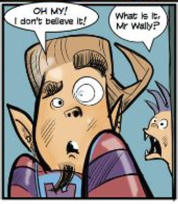 OH MY!
I don't believe it!
What is it,
Mr Wally?